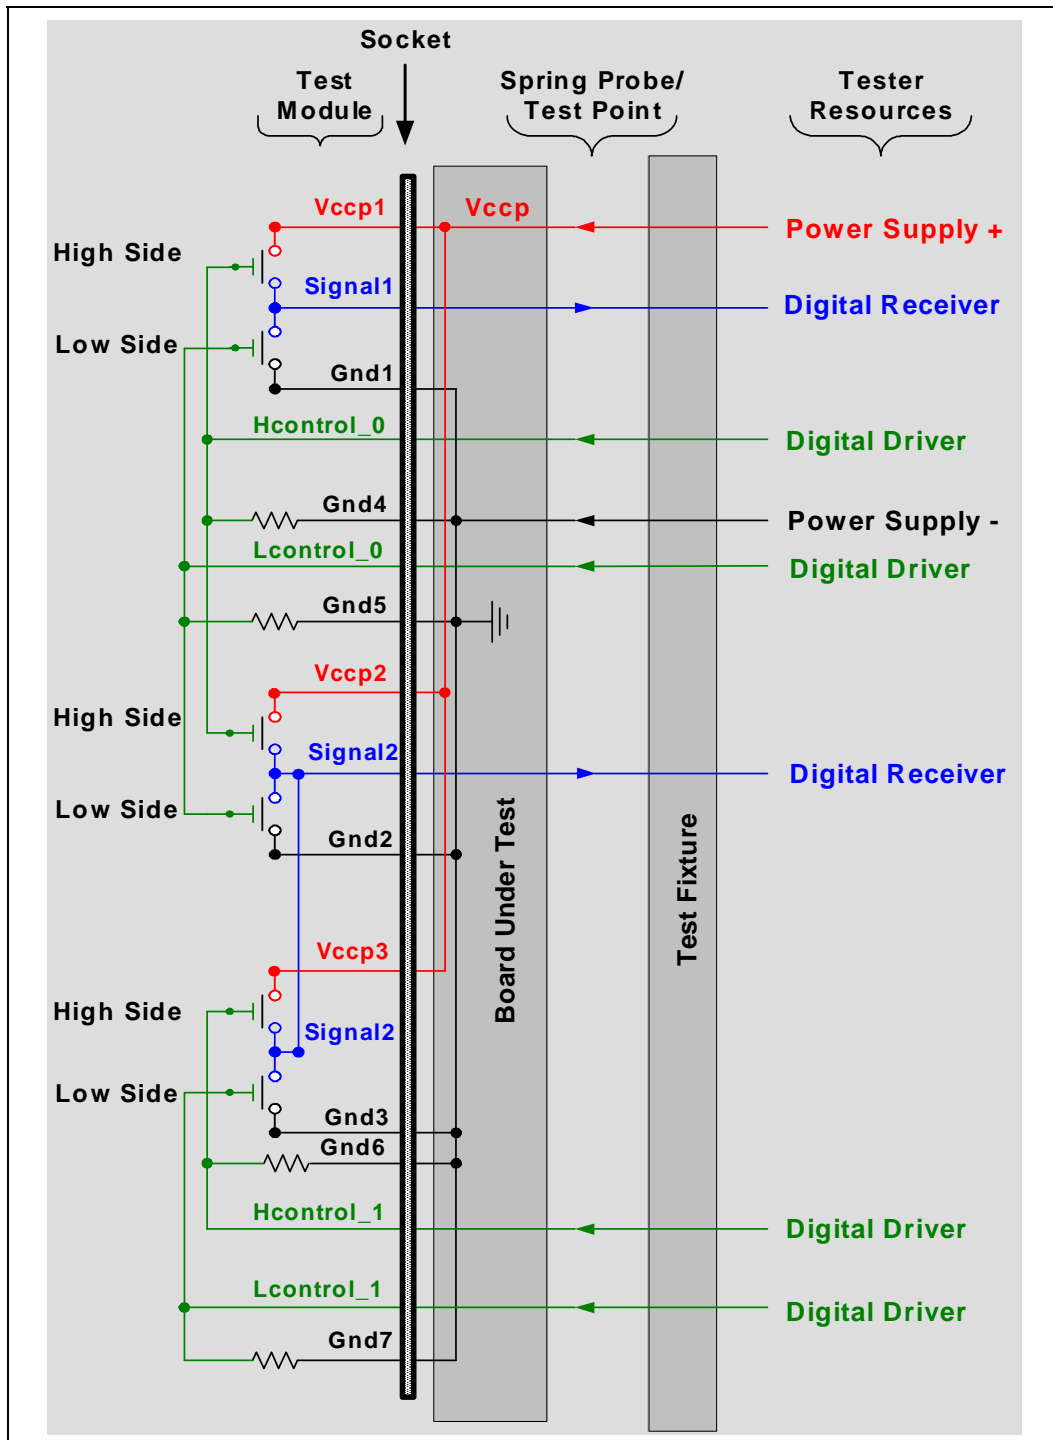 Socket
Test
Module
Spring Probe/
Test Point
Tester
Resources
Vccp1
Vccp
Power Supply +
High Side
Signal1
Digital Receiver
Low Side
Gnd1
Hcontrol_0
Digital Driver
Gnd4
Power Supply -
Lcontrol_0
Digital Driver
Gnd5
Vccp2
High Side
Signal2
Digital Receiver
Low Side
Gnd2
Board Under Test
Test Fixture
Vccp3
High Side
Signal2
Low Side
Gnd3
Gnd6
Hcontrol_1
Digital Driver
Lcontrol_1
Digital Driver
Gnd7